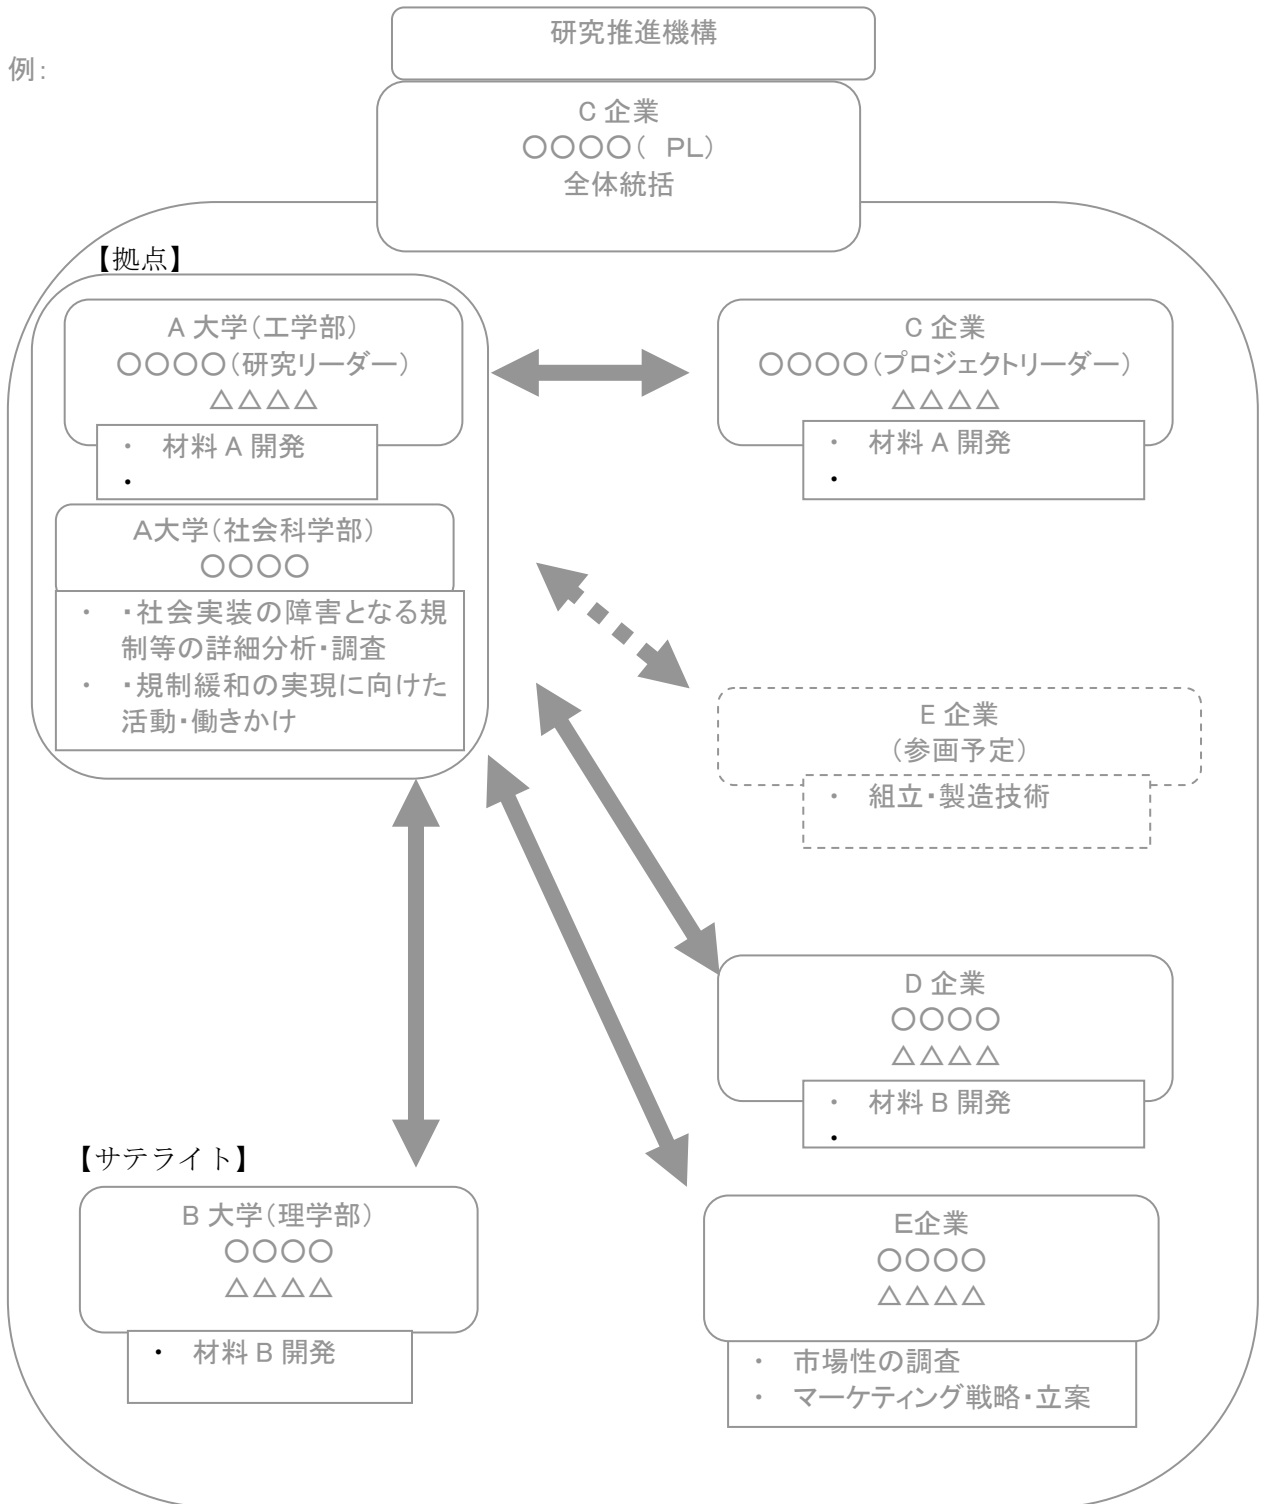 研究推進機構
例:
C 企業
○○○○( PL)
全体統括
【拠点】
A 大学(工学部)
○○○○(研究リーダー)
△△△△
・ 材料 A 開発
・
A大学(社会科学部)
○○○○
・ ・社会実装の障害となる規
制等の詳細分析・調査
・ ・規制緩和の実現に向けた
活動・働きかけ
C 企業
○○○○(プロジェクトリーダー)
△△△△
・ 材料 A 開発
・
E 企業
(参画予定)
・ 組立・製造技術
D 企業
○○○○
△△△△
・ 材料 B 開発
・
【サテライト】
B 大学(理学部)
○○○○
△△△△
・ 材料 B 開発
E企業
○○○○
△△△△
・ 市場性の調査
・ マーケティング戦略・立案